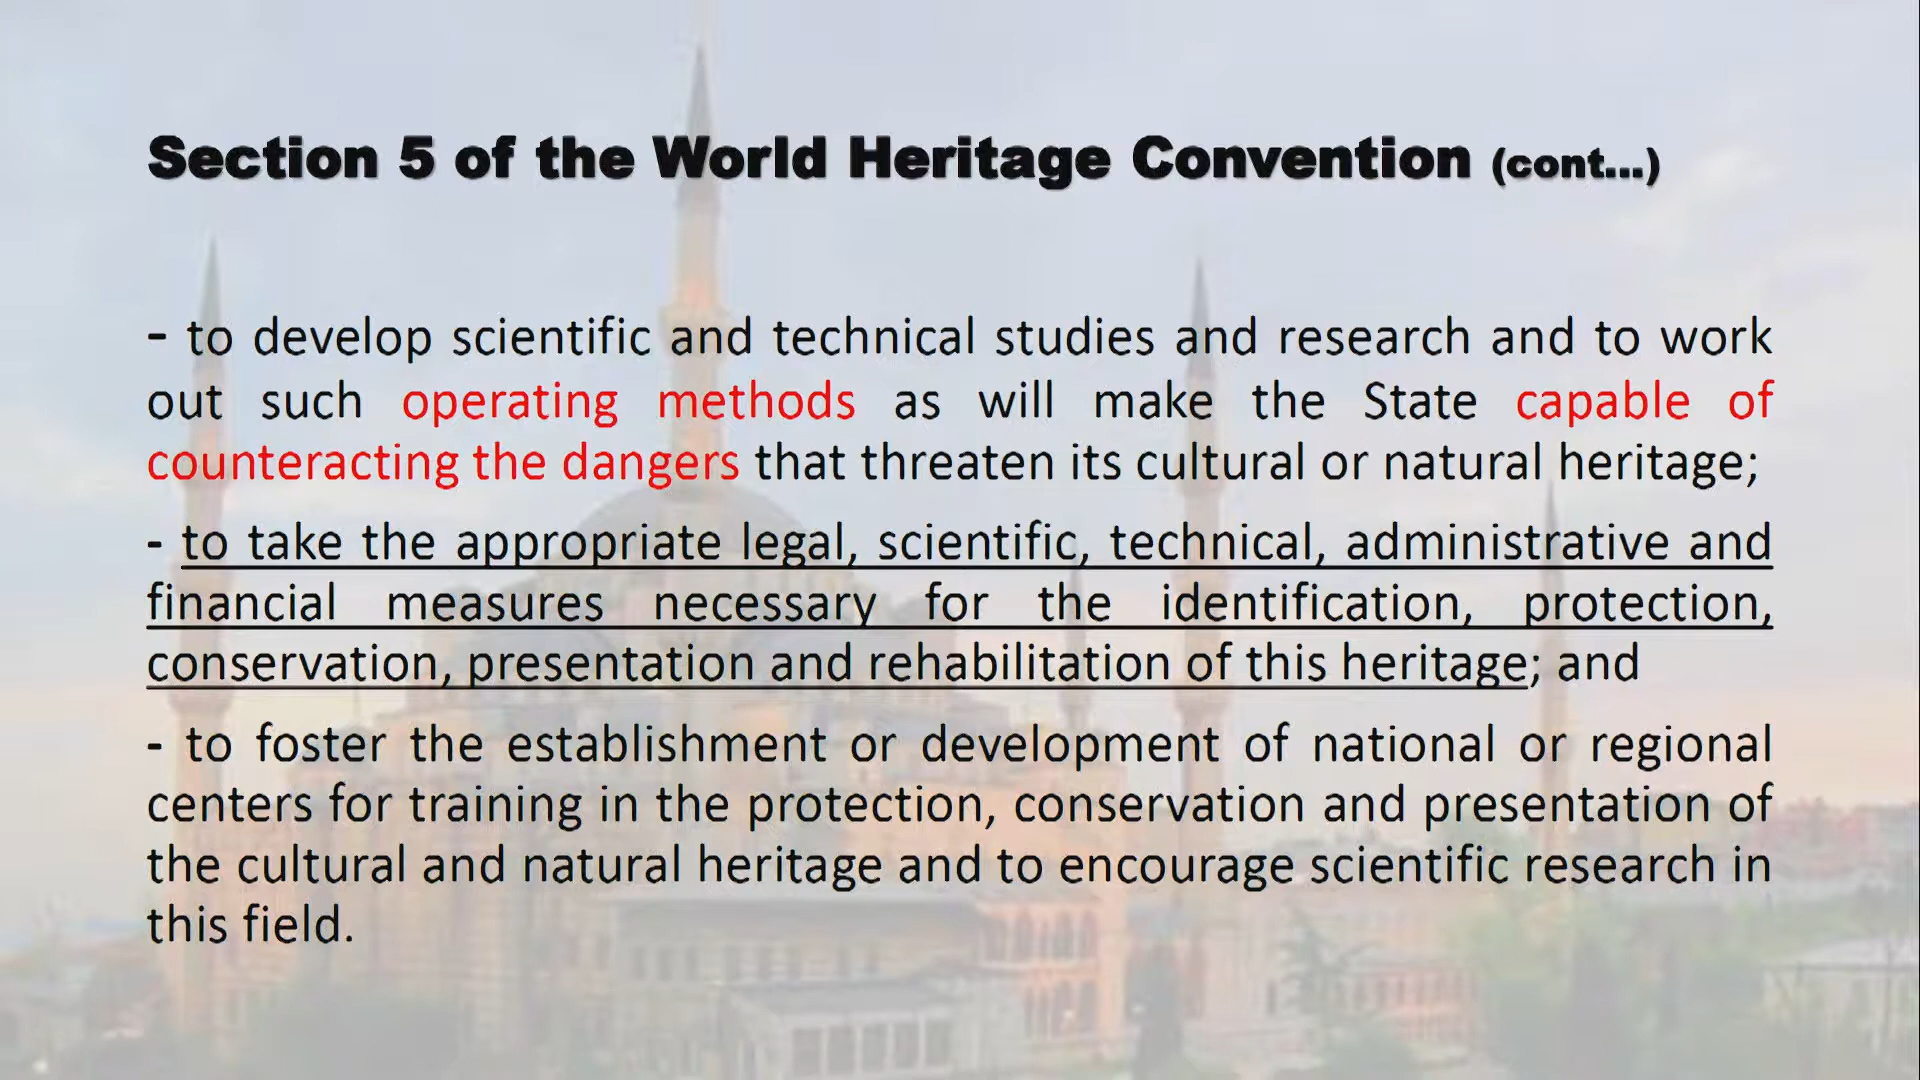 Section 5 of the World Heritage Convention (cont...)
- to develop scientific and technical studies and research and to work
out such operating methods as will make the State capable of
counteracting the dangers that threaten its cultural or natural heritage;
- to take the appropriate legal, scientific, technical, administrative and
financial measures necessary for the identification, protection,
conservation, presentation and rehabilitation of this heritage; and
- to foster the establishment or development of national or regional
centers for training in the protection, conservation and presentation of
the cultural and natural heritage and to encourage scientific research in
this field.